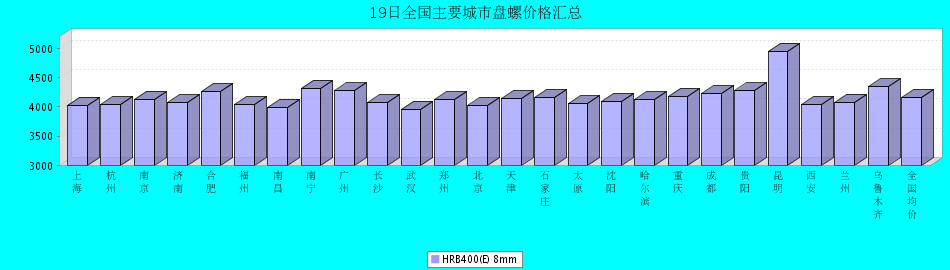 19日全国主要城市盘螺价格汇总
5000
4500
4000
3500
3000
上海
杭州
南京
济南
合肥
福州
南昌
南宁
广州
长沙
武汉
郑州
北京
天津
石家庄
太原
沈阳
哈尔滨
重庆
成都
贵阳
昆明
西安
兰州
乌鲁木齐
全国均价
HRB400(E) 8mm